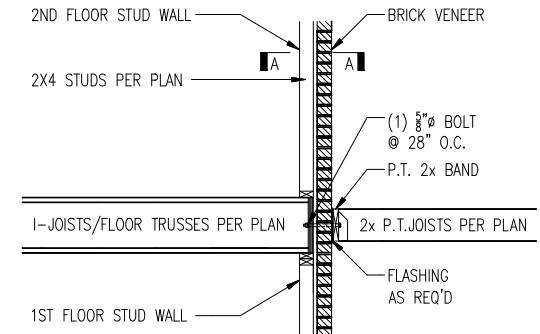 2ND FLOOR STUD WALL
BRICK VENEER
A
A
2X4 STUDS PER PLAN
(1) 5/8"ø BOLT
@ 28" O.C.
P.T. 2x BAND
I-JOISTS/FLOOR TRUSSES PER PLAN
2x P.T.JOISTS PER PLAN
FLASHING
AS REQ'D
1ST FLOOR STUD WALL